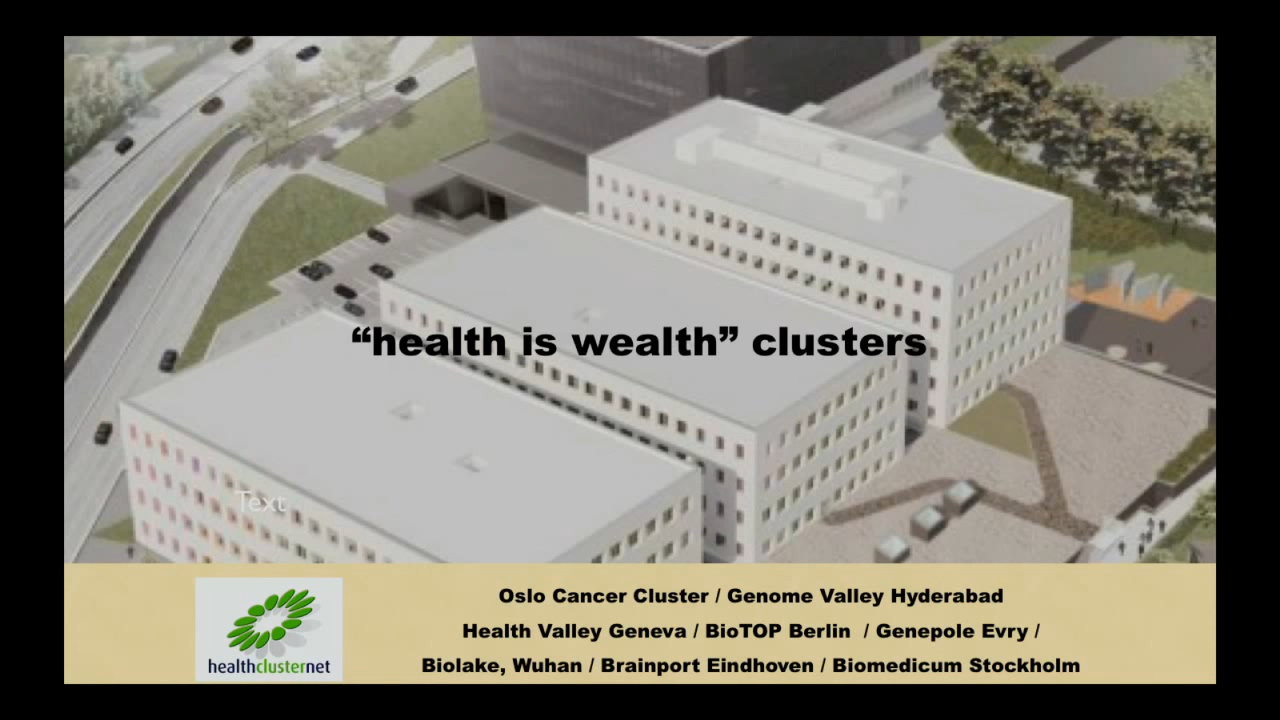 “health is wealth” clusters
Text
healthclusternet
Oslo Cancer Cluster / Genome Valley Hyderabad
Health Valley Geneva / BioTOP Berlin / Genepole Evry /
Biolake, Wuhan / Brainport Eindhoven / Biomedicum Stockholm